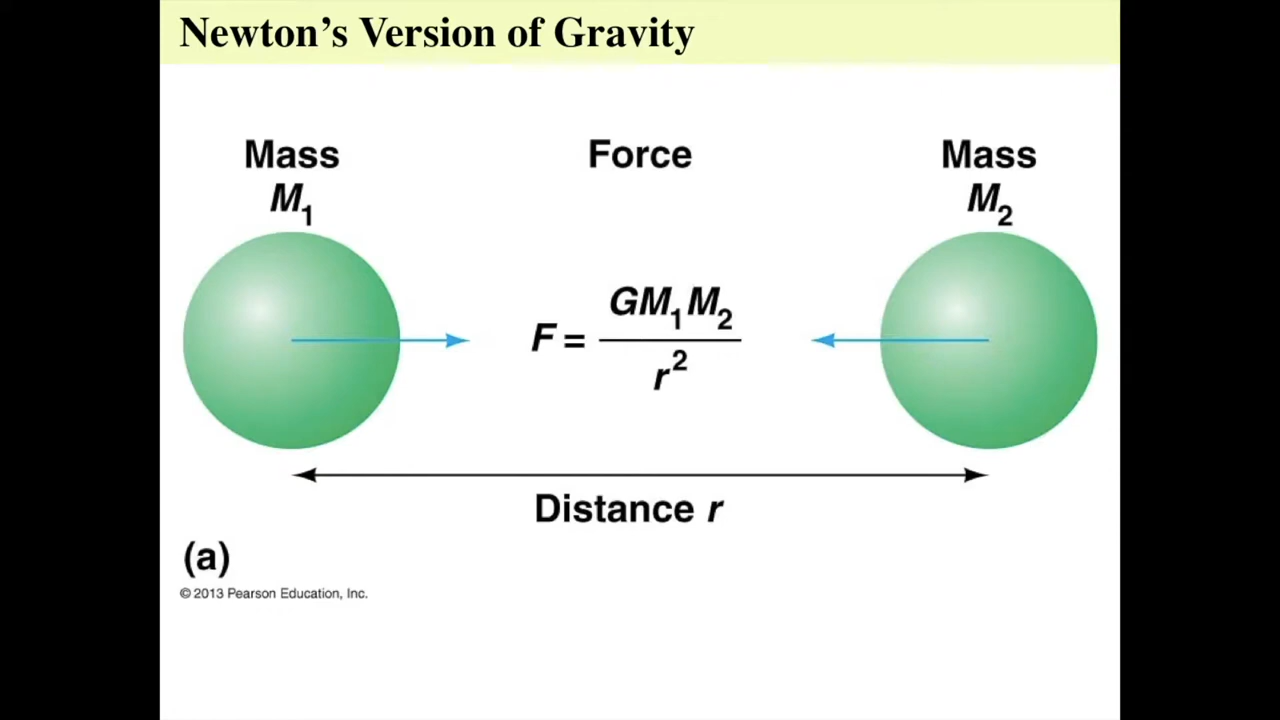 Newton's Version of Gravity
Mass
M₁
Force
Mass
M₂
F = GM₁M₂ / r²
Distance r
(a)
© 2013 Pearson Education, Inc.